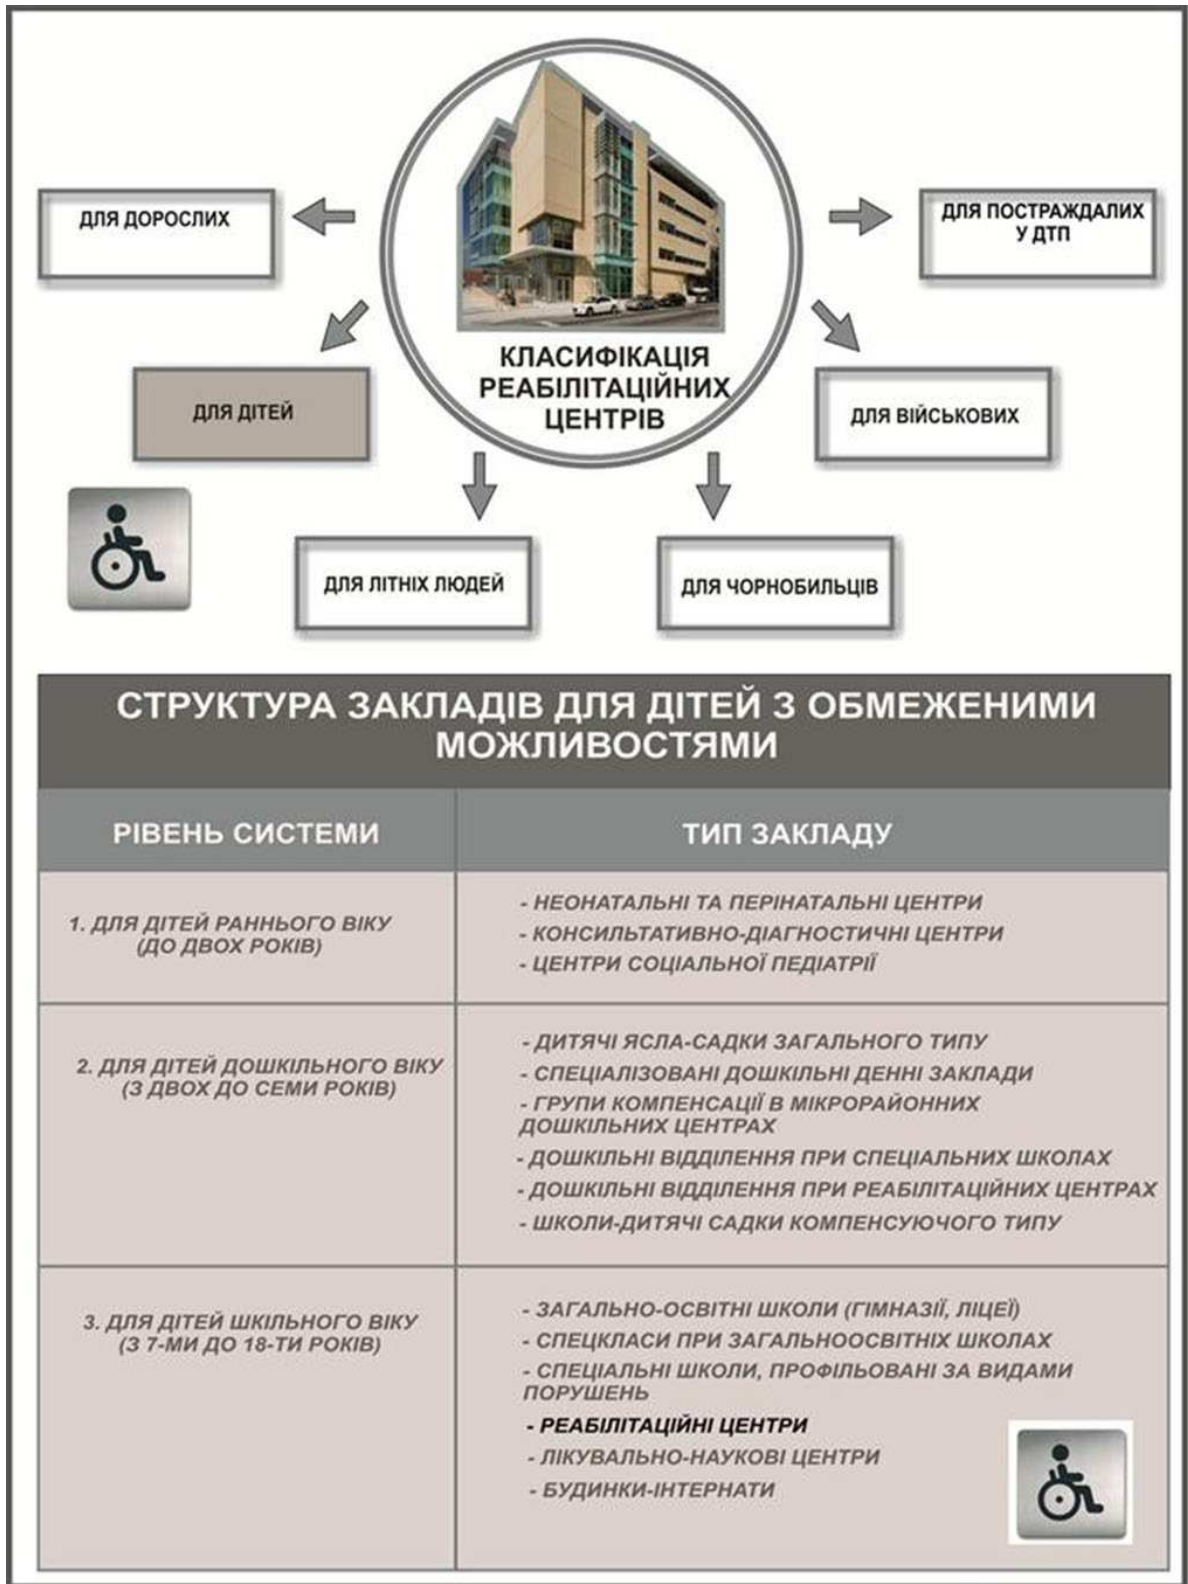 КЛАСИФІКАЦІЯ
РЕАБІЛІТАЦІЙНИХ
ЦЕНТРІВ
ДЛЯ ДОРОСЛИХ
ДЛЯ ПОСТРАЖДАЛИХ
У ДТП
ДЛЯ ДІТЕЙ
ДЛЯ ВІЙСЬКОВИХ
ДЛЯ ЛІТНІХ ЛЮДЕЙ
ДЛЯ ЧОРНОБИЛЬЦІВ
СТРУКТУРА ЗАКЛАДІВ ДЛЯ ДІТЕЙ З ОБМЕЖЕНИМИ
МОЖЛИВОСТЯМИ
РІВЕНЬ СИСТЕМИ
ТИП ЗАКЛАДУ
1. ДЛЯ ДІТЕЙ РАННЬОГО ВІКУ
(ДО ДВОХ РОКІВ)
- НЕОНАТАЛЬНІ ТА ПЕРІНАТАЛЬНІ ЦЕНТРИ
- КОНСИЛЬТАТИВНО-ДІАГНОСТИЧНІ ЦЕНТРИ
- ЦЕНТРИ СОЦІАЛЬНОЇ ПЕДІАТРІЇ
2. ДЛЯ ДІТЕЙ ДОШКІЛЬНОГО ВІКУ
(З ДВОХ ДО СЕМИ РОКІВ)
- ДИТЯЧІ ЯСЛА-САДКИ ЗАГАЛЬНОГО ТИПУ
- СПЕЦІАЛІЗОВАНІ ДОШКІЛЬНІ ДЕННІ ЗАКЛАДИ
- ГРУПИ КОМПЕНСАЦІЇ В МІКРОРАЙОННИХ
ДОШКІЛЬНИХ ЦЕНТРАХ
- ДОШКІЛЬНІ ВІДДІЛЕННЯ ПРИ СПЕЦІАЛЬНИХ ШКОЛАХ
- ДОШКІЛЬНІ ВІДДІЛЕННЯ ПРИ РЕАБІЛІТАЦІЙНИХ ЦЕНТРАХ
- ШКОЛИ-ДИТЯЧІ САДКИ КОМПЕНСУЮЧОГО ТИПУ
3. ДЛЯ ДІТЕЙ ШКІЛЬНОГО ВІКУ
(З 7-МИ ДО 18-ТИ РОКІВ)
- ЗАГАЛЬНО-ОСВІТНІ ШКОЛИ (ГІМНАЗІЇ, ЛІЦЕЇ)
- СПЕЦКЛАСИ ПРИ ЗАГАЛЬНООСВІТНІХ ШКОЛАХ
- СПЕЦІАЛЬНІ ШКОЛИ, ПРОФІЛЬОВАНІ ЗА ВИДАМИ
ПОРУШЕНЬ
- РЕАБІЛІТАЦІЙНІ ЦЕНТРИ
- ЛІКУВАЛЬНО-НАУКОВІ ЦЕНТРИ
- БУДИНКИ-ІНТЕРНАТИ